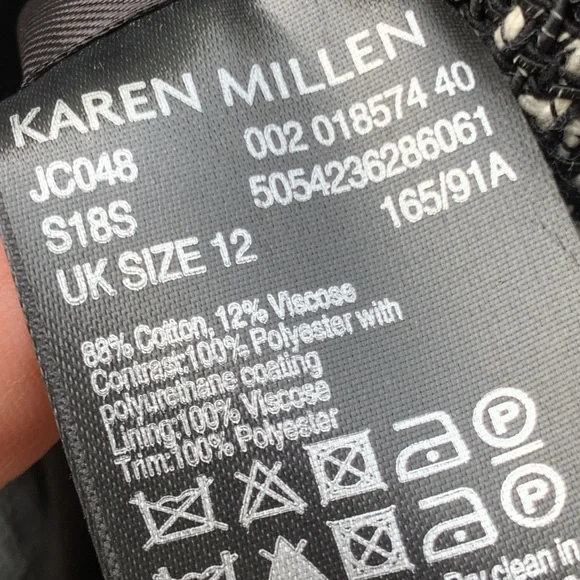 KAREN MILLEN
JC048 002 018574 40
S18S 5054236286061
UK SIZE 12 165/91A
88% Cotton, 12% Viscose
Contrast:100% Polyester with
polyurethane coating
Lining:100% Viscose
Trim:100% Polyester
P
P
Dry clean in